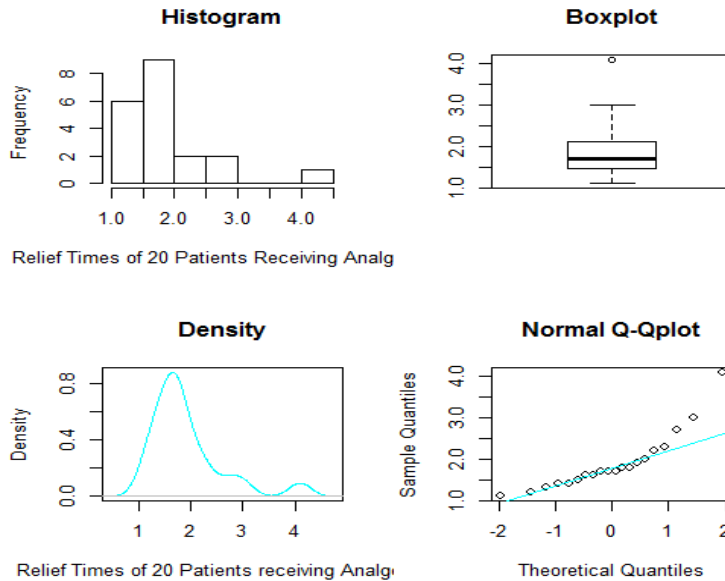 Histogram
Frequency
8
6
4
2
0
1.0 2.0 3.0 4.0
Relief Times of 20 Patients Receiving Analg
Boxplot
4.0
3.0
2.0
1.0
Density
Density
0.8
0.4
0.0
1 2 3 4
Relief Times of 20 Patients receiving Analge
Normal Q-Qplot
Sample Quantiles
4.0
3.0
2.0
1.0
-2 -1 0 1 2
Theoretical Quantiles